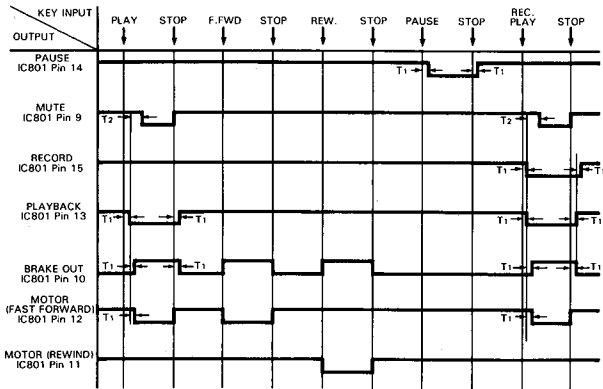 KEY INPUT
OUTPUT
PLAY STOP F.FWD STOP REW. STOP PAUSE STOP REC. PLAY STOP
PAUSE
IC801 Pin 14
T1 T1
MUTE
IC801 Pin 9
T2 T2
RECORD
IC801 Pin 15
T1 T1
PLAYBACK
IC801 Pin 13
T1 T1 T1 T1
BRAKE OUT
IC801 Pin 10
T1 T1 T1 T1
MOTOR
(FAST FORWARD)
IC801 Pin 12
T1 T1
MOTOR (REWIND)
IC801 Pin 11